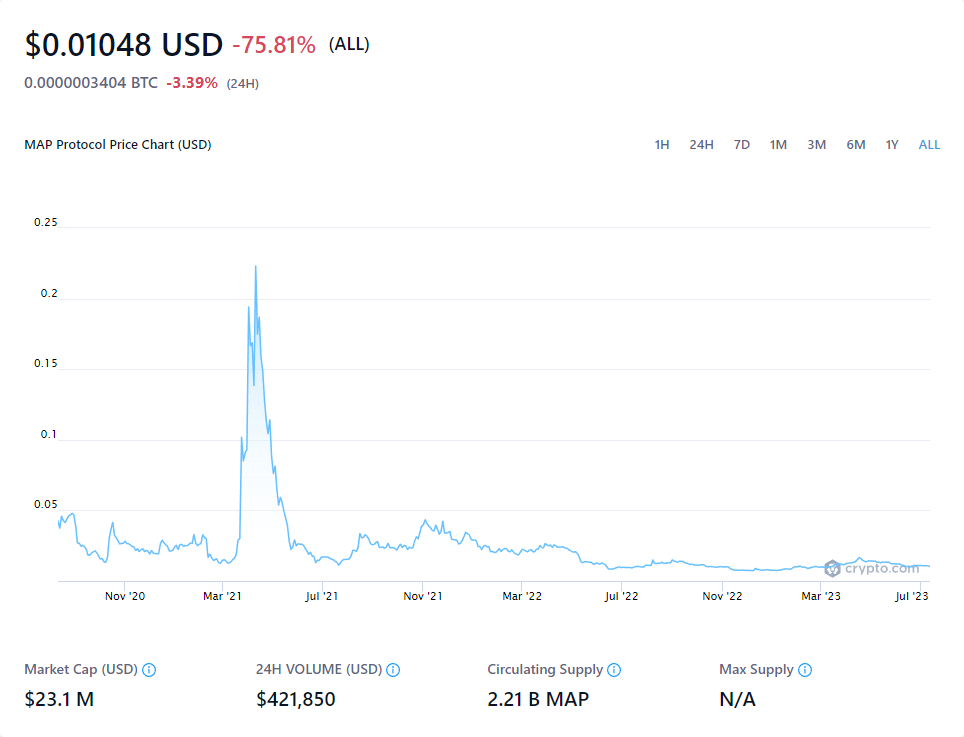 $0.01048 USD -75.81% (ALL)
0.0000003404 BTC -3.39% (24H)
MAP Protocol Price Chart (USD) 1H 24H 7D 1M 3M 6M 1Y ALL
0.25
0.2
0.15
0.1
0.05
crypto.com
Nov '20 Mar '21 Jul '21 Nov '21 Mar '22 Jul '22 Nov '22 Mar '23 Jul '23
Market Cap (USD) 24H VOLUME (USD) Circulating Supply Max Supply
$23.1 M $421,850 2.21 B MAP N/A